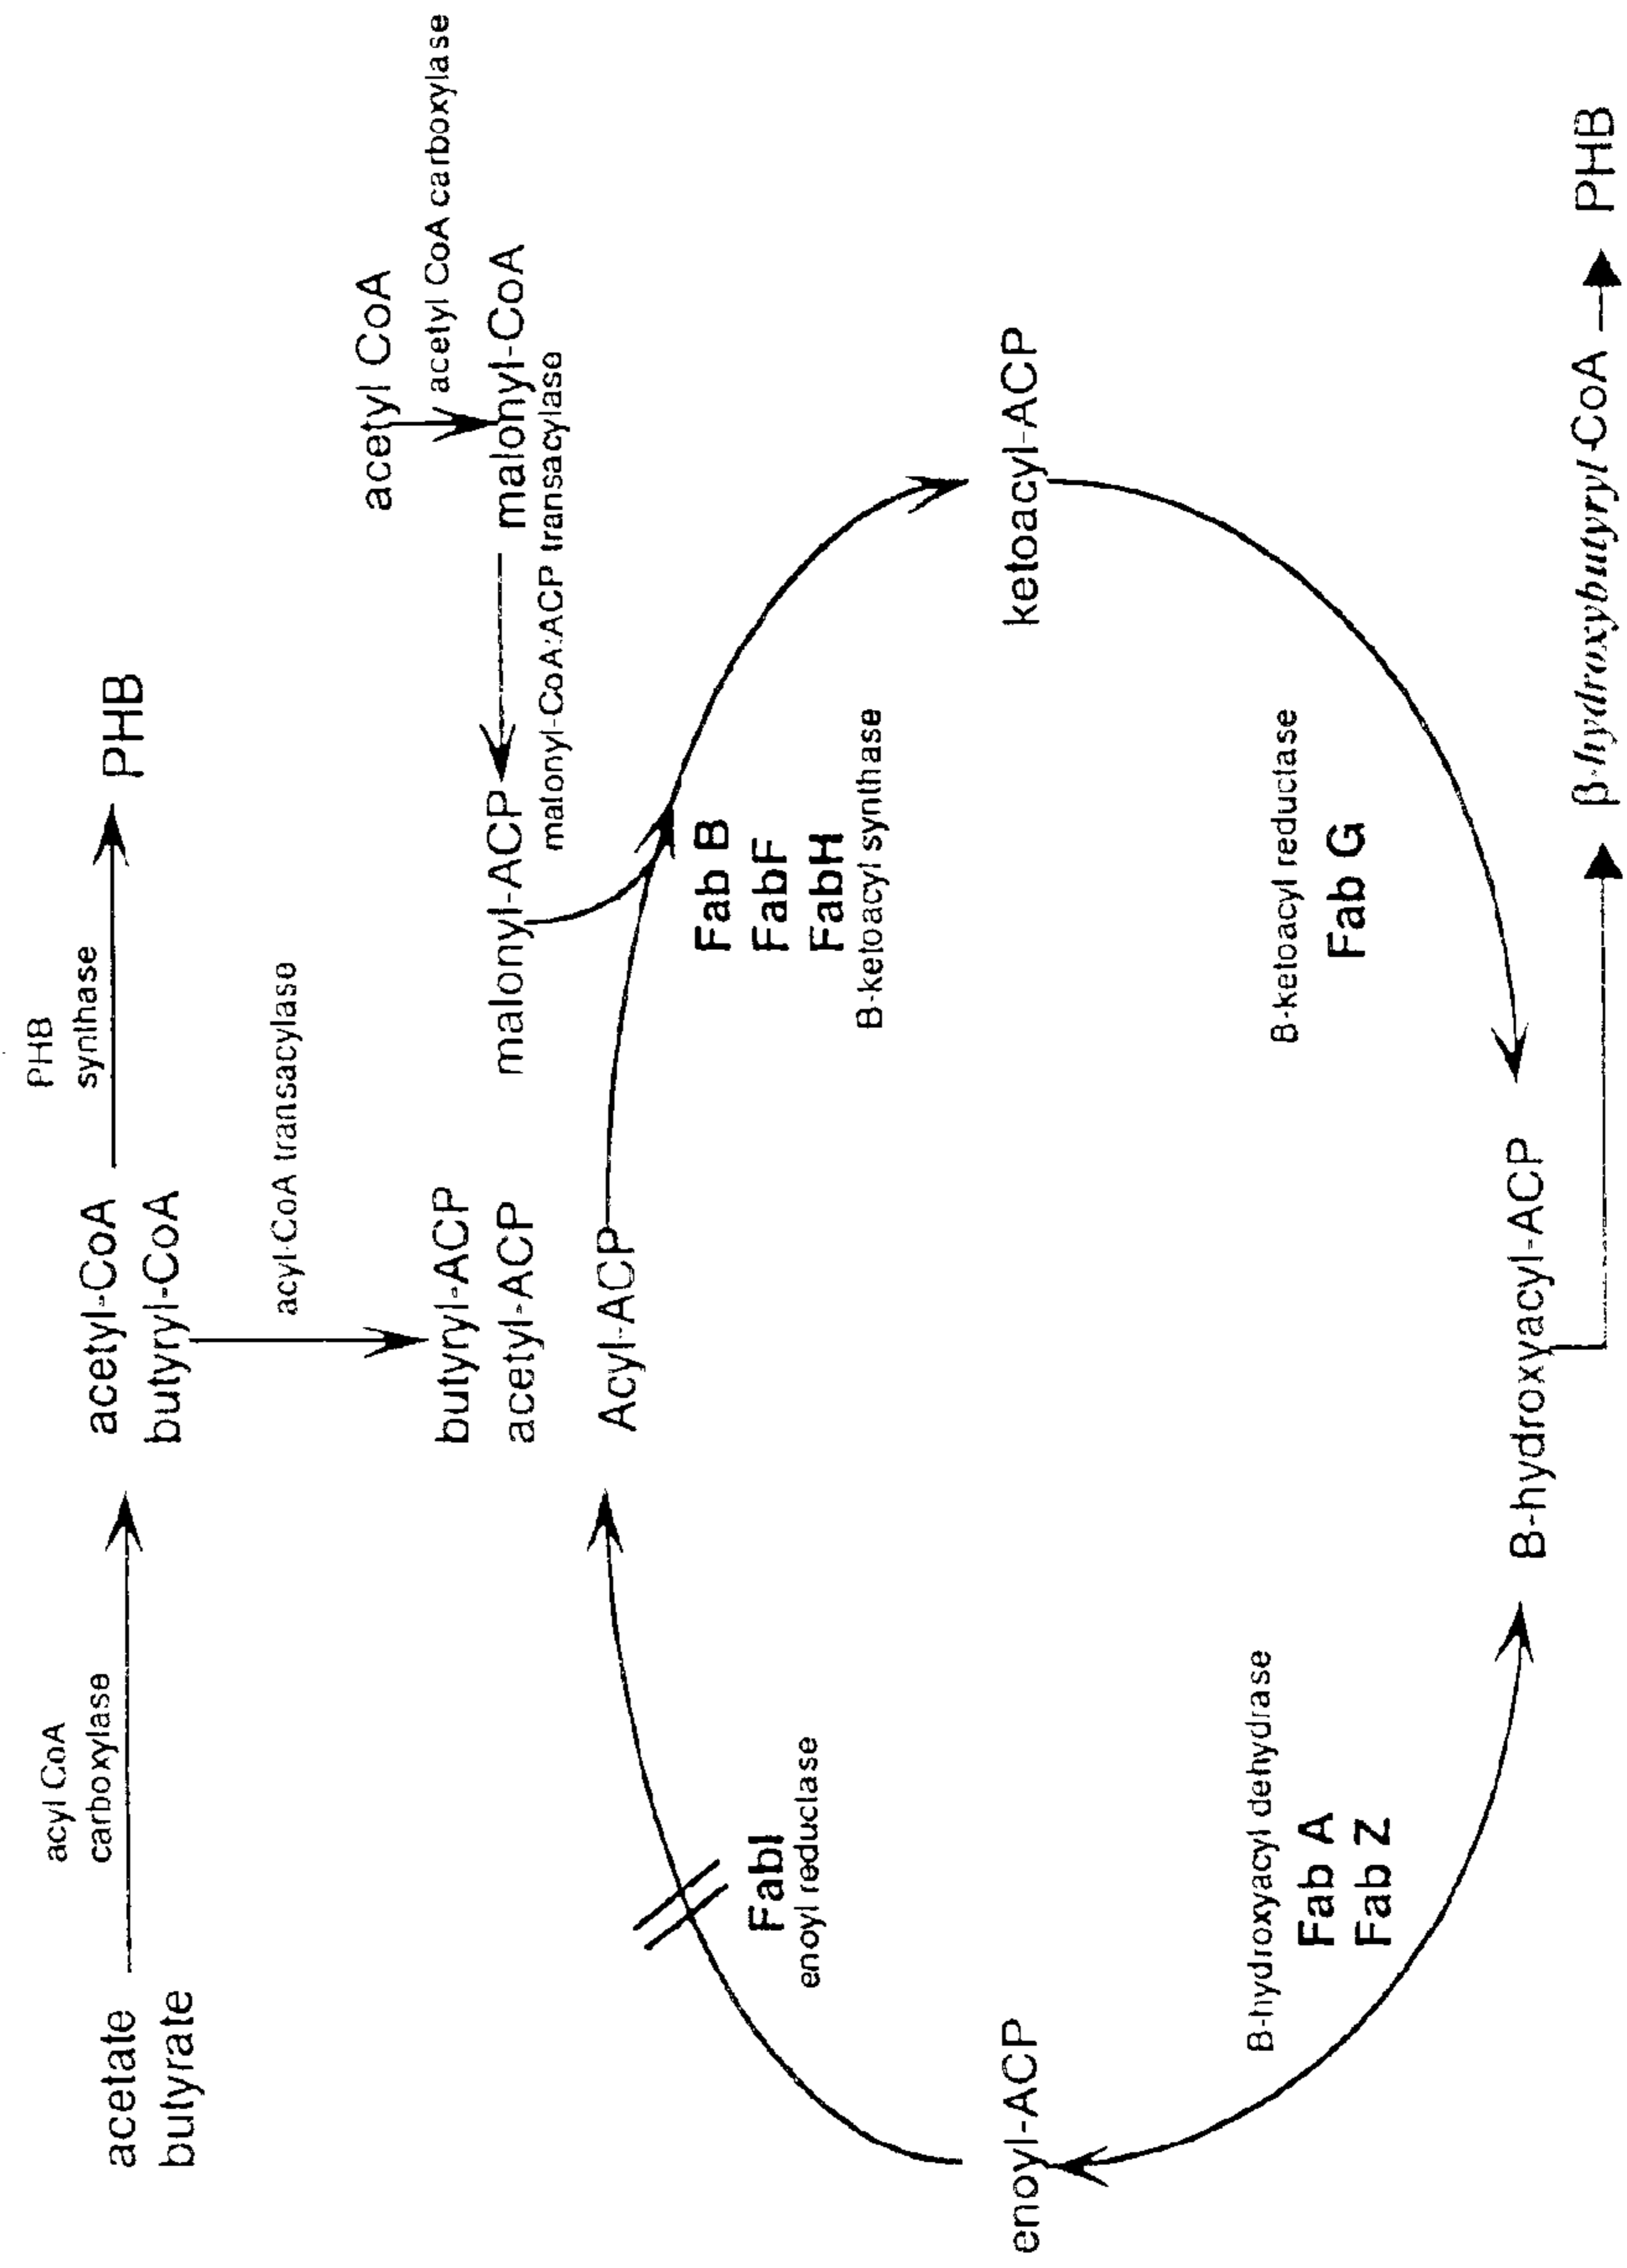 acyl CoA
carboxylase
PHB
synthase
acetate
butyrate
acetyl-CoA
butyryl-CoA
PHB
acyl-CoA transacylase
acetyl CoA
acetyl CoA carboxylase
butyryl-ACP
acetyl-ACP
malonyl-ACP
malonyl-CoA
malonyl-CoA:ACP transacylase
Acyl-ACP
FabI
enoyl reductase
Fab B
FabF
FabH
B-ketoacyl synthase
enoyl-ACP
ketoacyl-ACP
B-hydroxyacyl dehydrase
Fab A
Fab Z
B-ketoacyl reductase
Fab G
B-hydroxyacyl-ACP
β-hydroxybutyryl-CoA
PHB